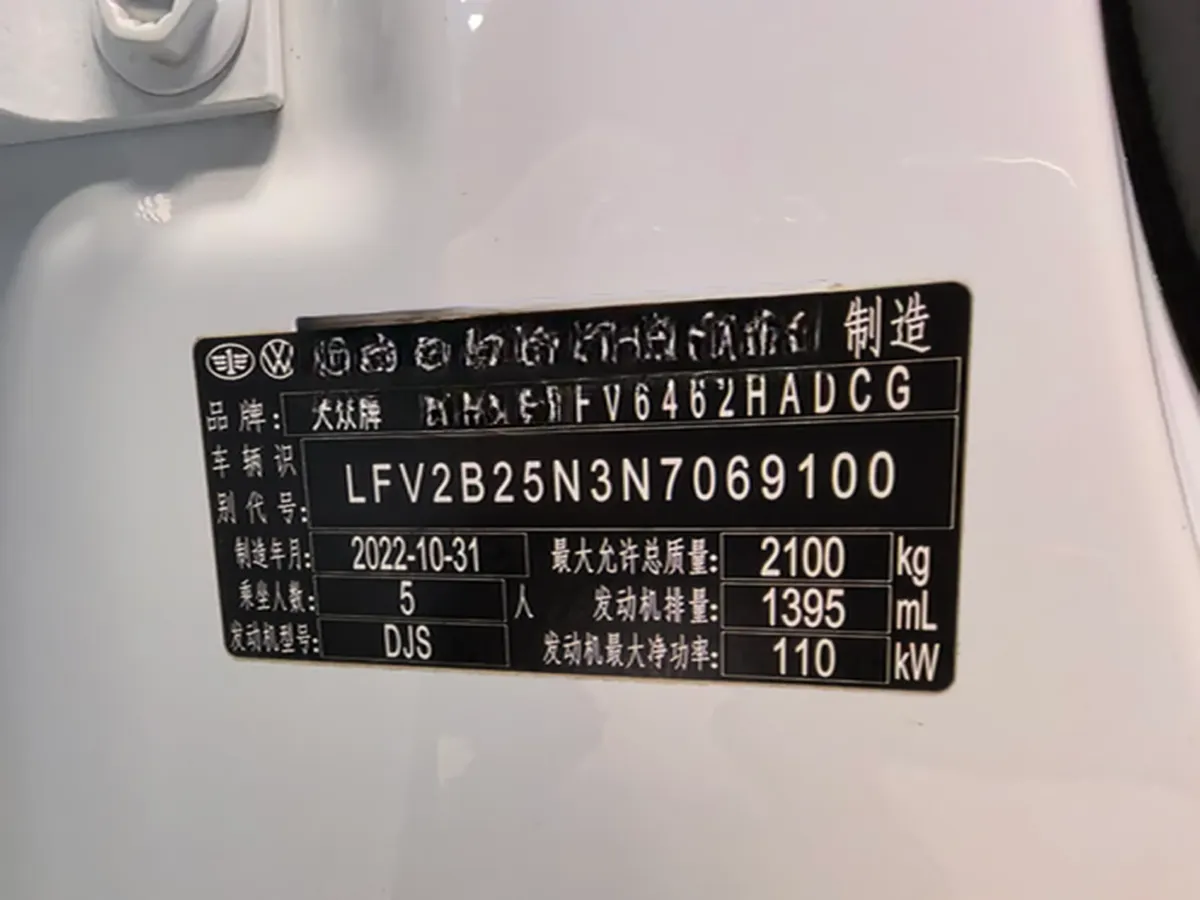 制造
品牌: 大众牌 FV6462HADCG
车辆识别代号: LFV2B25N3N7069100
制造年月: 2022-10-31 最大允许总质量: 2100 kg
乘坐人数: 5 人 发动机排量: 1395 mL
发动机型号: DJS 发动机最大净功率: 110 kW